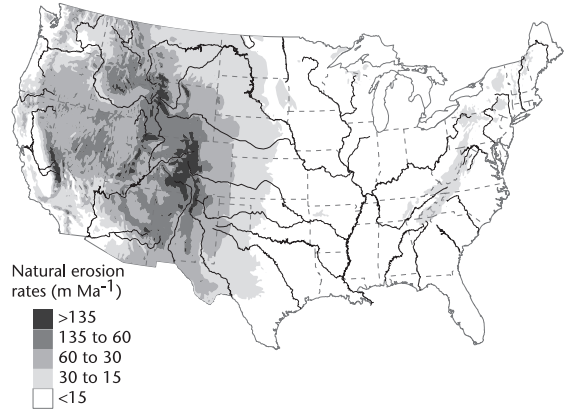 Natural erosion
rates (m Ma-1)
>135
135 to 60
60 to 30
30 to 15
<15